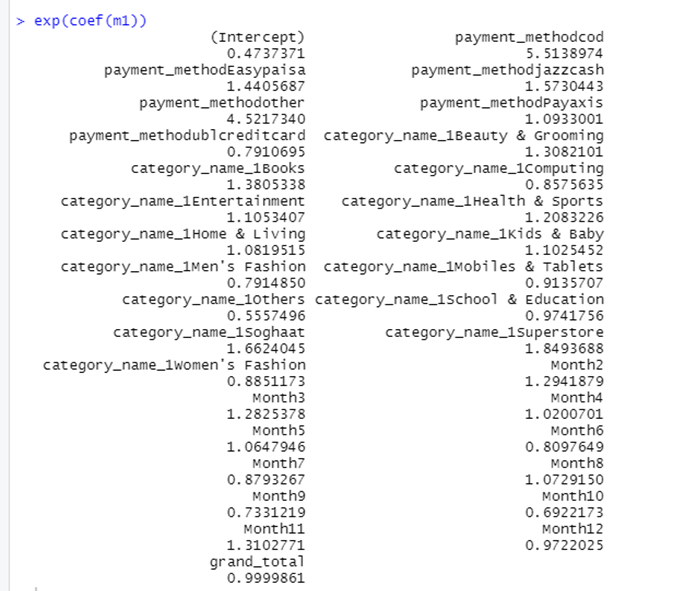 > exp(coef(m1))
(Intercept) payment_methodcod
0.4737371 5.5138974
payment_methodEasypaisa payment_methodjazzcash
1.4405687 1.5730443
payment_methodother payment_methodPayaxis
4.5217340 1.0933001
payment_methodublcreditcard category_name_1Beauty & Grooming
0.7910695 1.3082101
category_name_1Books category_name_1Computing
1.3805338 0.8575635
category_name_1Entertainment category_name_1Health & Sports
1.1053407 1.2083226
category_name_1Home & Living category_name_1Kids & Baby
1.0819515 1.1025452
category_name_1Men's Fashion category_name_1Mobiles & Tablets
0.7914850 0.9135707
category_name_1Others category_name_1School & Education
0.5557496 0.9741756
category_name_1Soghaat category_name_1Superstore
1.6624045 1.8493688
category_name_1Women's Fashion Month2
0.8851173 1.2941879
Month3 Month4
1.2825378 1.0200701
Month5 Month6
1.0647946 0.8097649
Month7 Month8
0.8793267 1.0729150
Month9 Month10
0.7331219 0.6922173
Month11 Month12
1.3102771 0.9722025
grand_total
0.9999861